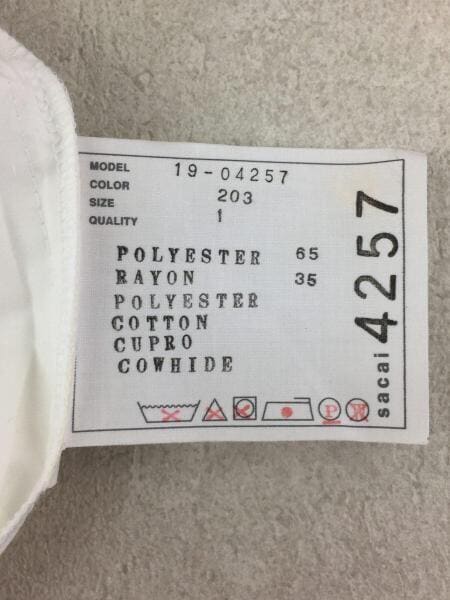 MODEL 19-04257
COLOR 203
SIZE 1
QUALITY
POLYESTER 65
RAYON 35
POLYESTER
COTTON
CUPRO
COWHIDE
P W
sacai 4257